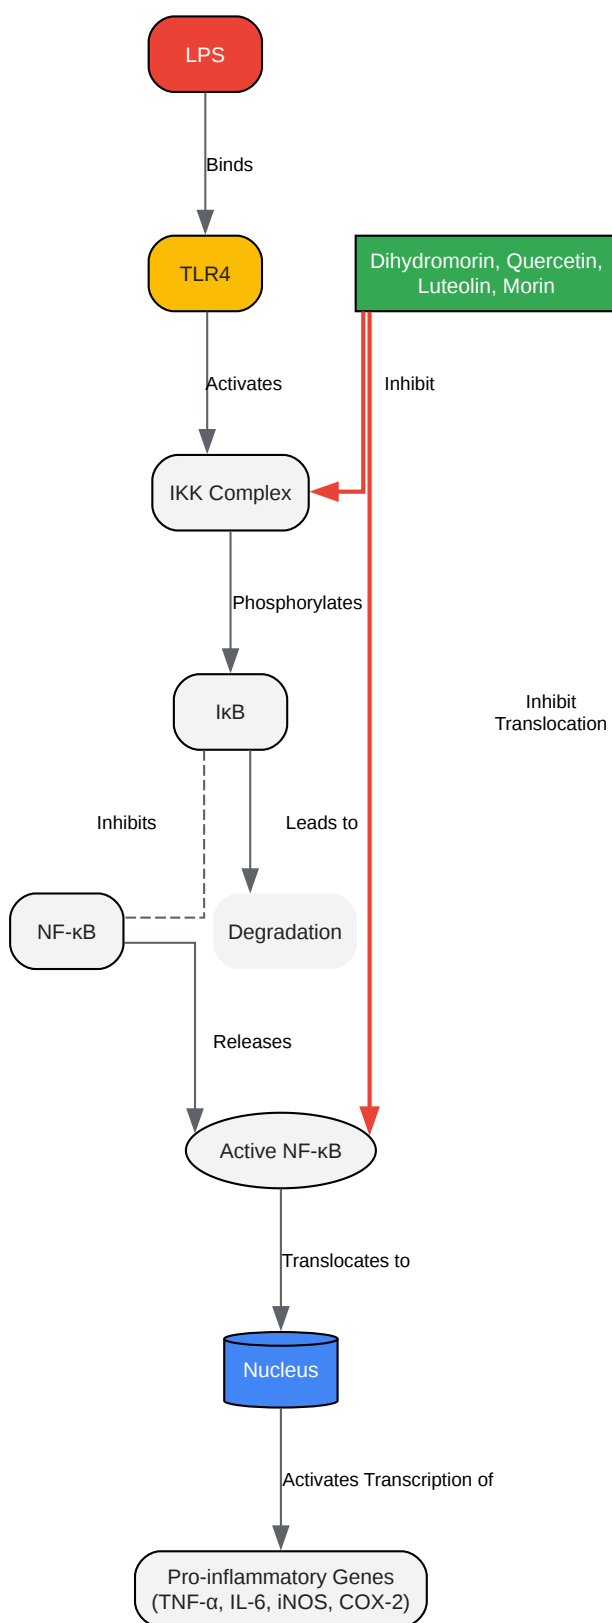 LPS
Binds
TLR4
Dihydromorin, Quercetin,
Luteolin, Morin
Activates
Inhibit
IKK Complex
Phosphorylates
IκB
Inhibit
Translocation
Inhibits
Leads to
NF-κB
Degradation
Releases
Active NF-κB
Translocates to
Nucleus
Activates Transcription of
Pro-inflammatory Genes
(TNF-α, IL-6, iNOS, COX-2)